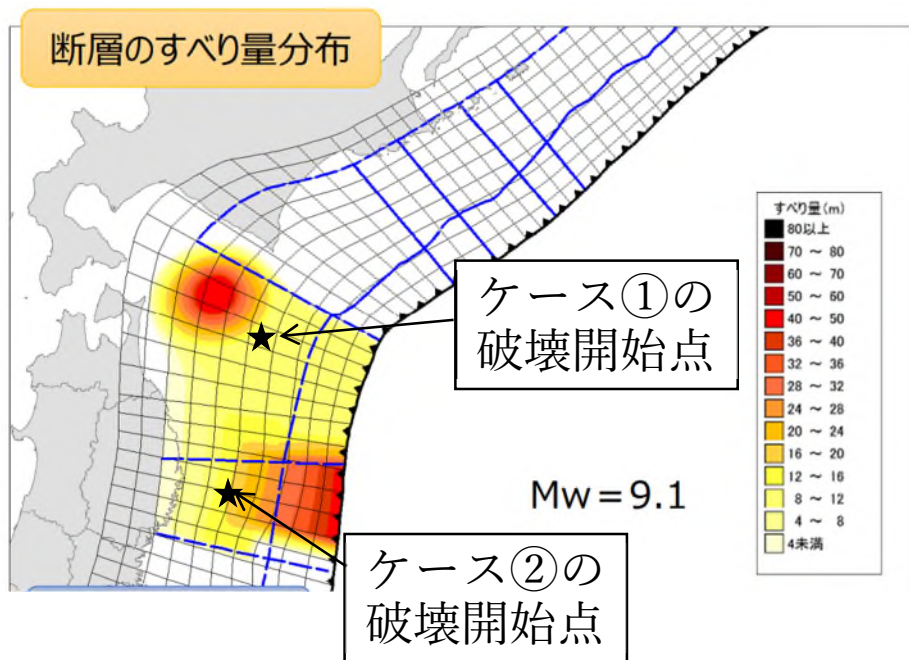 断層のすべり量分布
ケース①の
破壊開始点
すべり量(m)
80以上
70 ～ 80
60 ～ 70
50 ～ 60
40 ～ 50
36 ～ 40
32 ～ 36
28 ～ 32
24 ～ 28
20 ～ 24
16 ～ 20
12 ～ 16
8 ～ 12
4 ～ 8
4未満
Mw＝9.1
ケース②の
破壊開始点